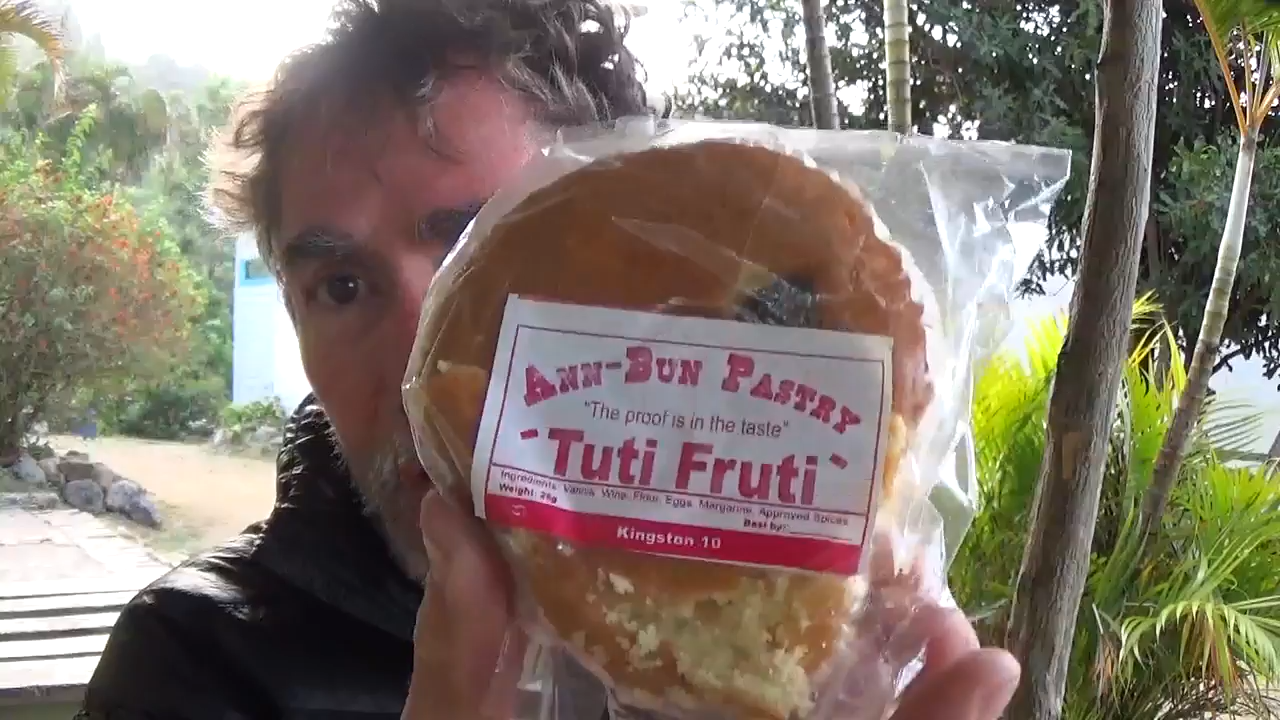 Ann-Bun Pastry
"The proof is in the taste"
`Tuti Fruti`
Ingredients: Vanilla, Wine, Flour, Eggs, Margarine, Approved Spices
Weight: 28g Best by:
Kingston 10